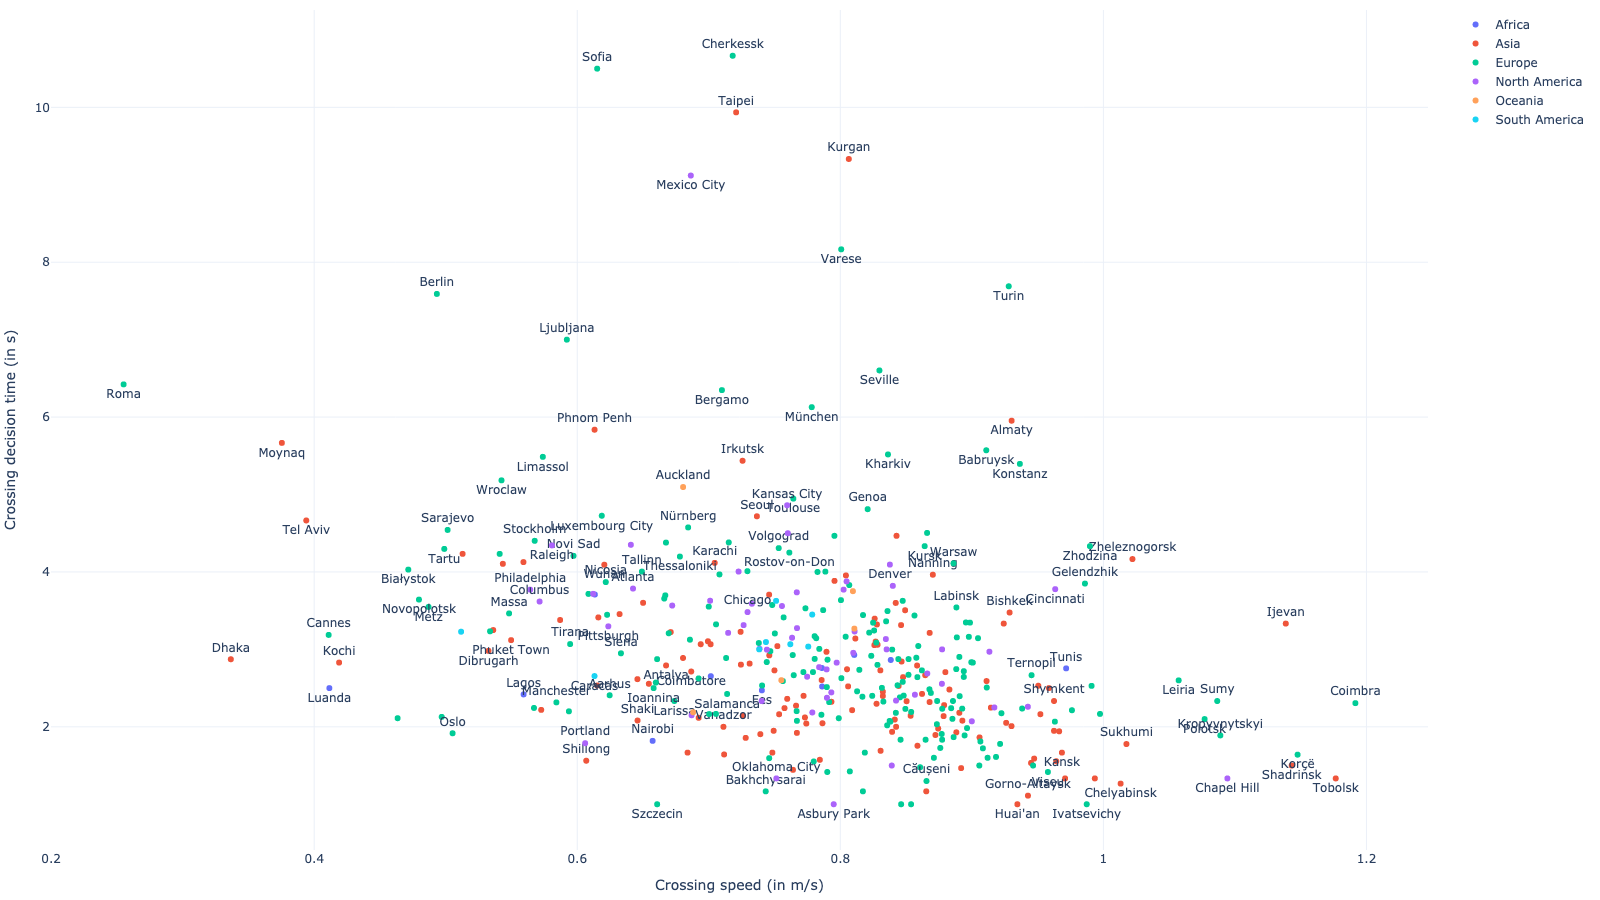 Africa
Asia
Europe
North America
Oceania
South America
Cherkessk
Sofia
Taipei
Kurgan
Mexico City
Varese
Berlin
Turin
Ljubljana
Seville
Roma
Bergamo
München
Phnom Penh
Almaty
Irkutsk
Moynaq
Limassol
Kharkiv
Babruysk
Konstanz
Auckland
Wroclaw
Kansas City
Genoa
Seoul
Toulouse
Nürnberg
Sarajevo
Tel Aviv
Stockholm
Luxembourg City
Volgograd
Novi Sad
Raleigh
Tartu
Tallinn
Karachi
Thessaloniki
Rostov-on-Don
Kursk
Warsaw
Nanning
Zheleznogorsk
Zhodzina
Gelendzhik
Białystok
Philadelphia
Columbus
Nicosia
Wuhan
Atlanta
Denver
Labinsk
Bishkek
Cincinnati
Chicago
Massa
Novopolotsk
Metz
Ijevan
Cannes
Tirana
Pittsburgh
Siena
Dhaka
Kochi
Phuket Town
Dibrugarh
Ternopil
Tunis
Antalya
Coimbatore
Lagos
Manchester
Caracas
Aarhus
Shymkent
Leiria
Sumy
Coimbra
Luanda
Ioannina
Shaki
Larissa
Salamanca
Fes
Vanadzor
Oslo
Nairobi
Portland
Shillong
Kropyvnytskyi
Polotsk
Sukhumi
Oklahoma City
Bakhchysarai
Căușeni
Kansk
Gorno-Altaysk
Viseu
Chelyabinsk
Korçë
Shadrinsk
Chapel Hill
Tobolsk
Szczecin
Asbury Park
Huai'an
Ivatsevichy
10
8
6
4
2
0.2
0.4
0.6
0.8
1
1.2
Crossing speed (in m/s)
Crossing decision time (in s)